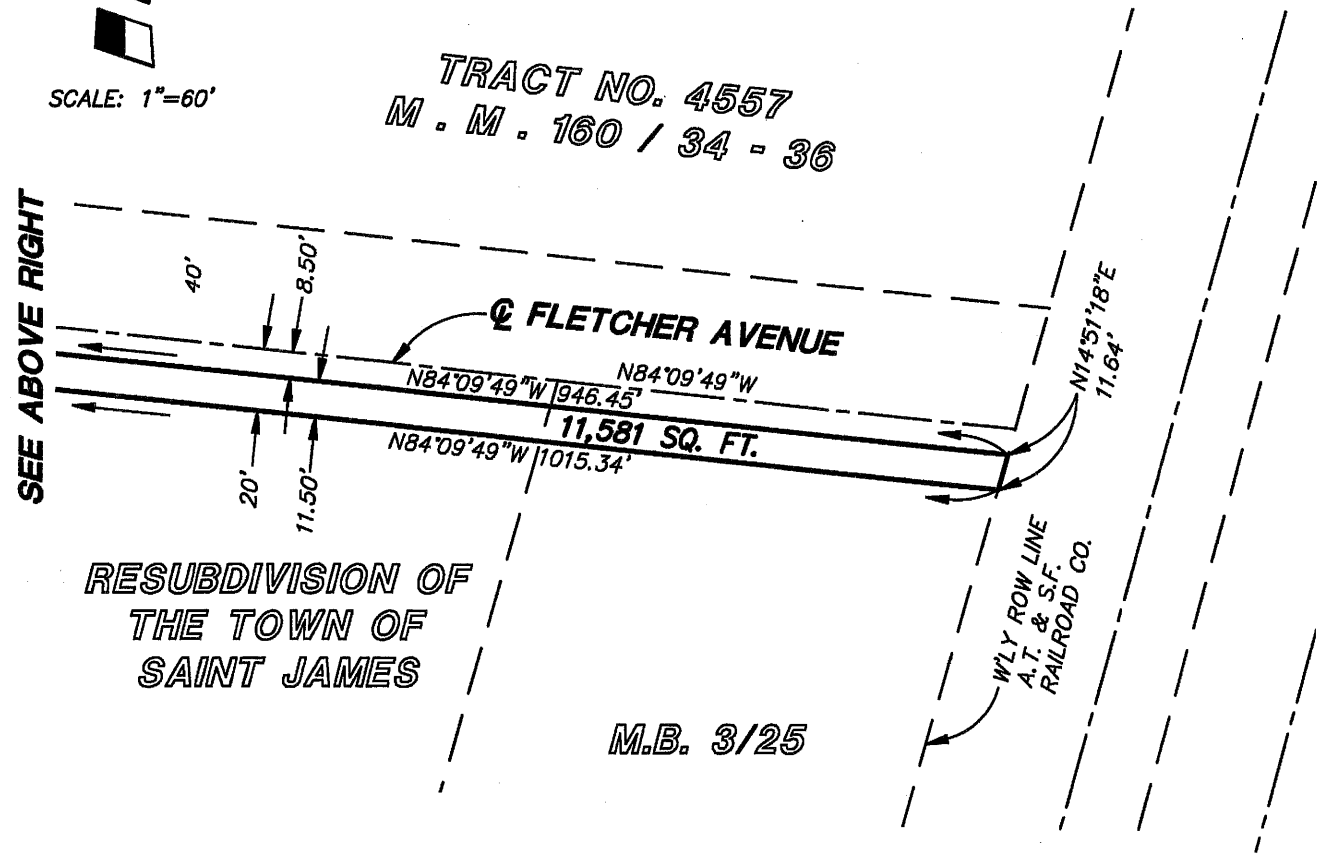 SCALE: 1"=60'
TRACT NO. 4557
M . M . 160 / 34 - 36
SEE ABOVE RIGHT
40'
8.50'
℄ FLETCHER AVENUE
N84°09'49"W
N84°09'49"W 946.45'
11,581 SQ. FT.
N84°09'49"W 1015.34'
N14°51'18"E
11.64'
20'
11.50'
W'LY ROW LINE
A.T. & S.F.
RAILROAD CO.
RESUBDIVISION OF
THE TOWN OF
SAINT JAMES
M.B. 3/25